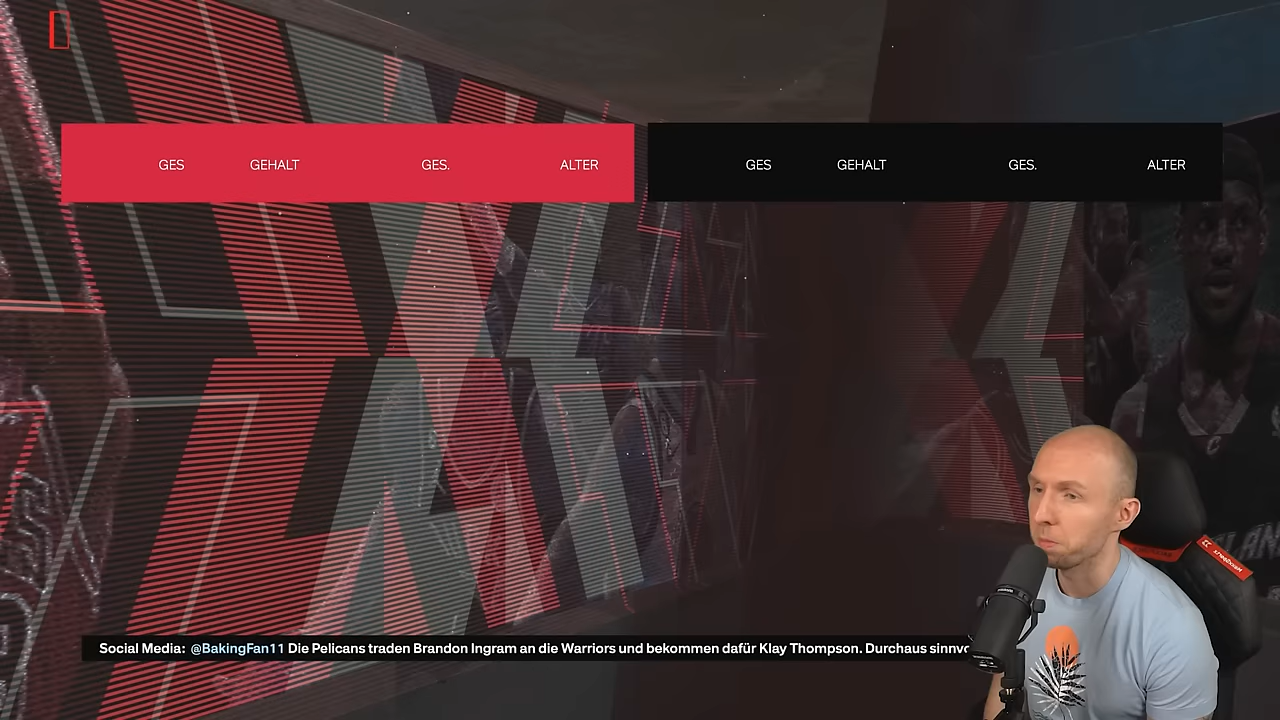 GES GEHALT GES. ALTER
GES GEHALT GES. ALTER
Social Media: @BakingFan11 Die Pelicans traden Brandon Ingram an die Warriors und bekommen dafür Klay Thompson. Durchaus